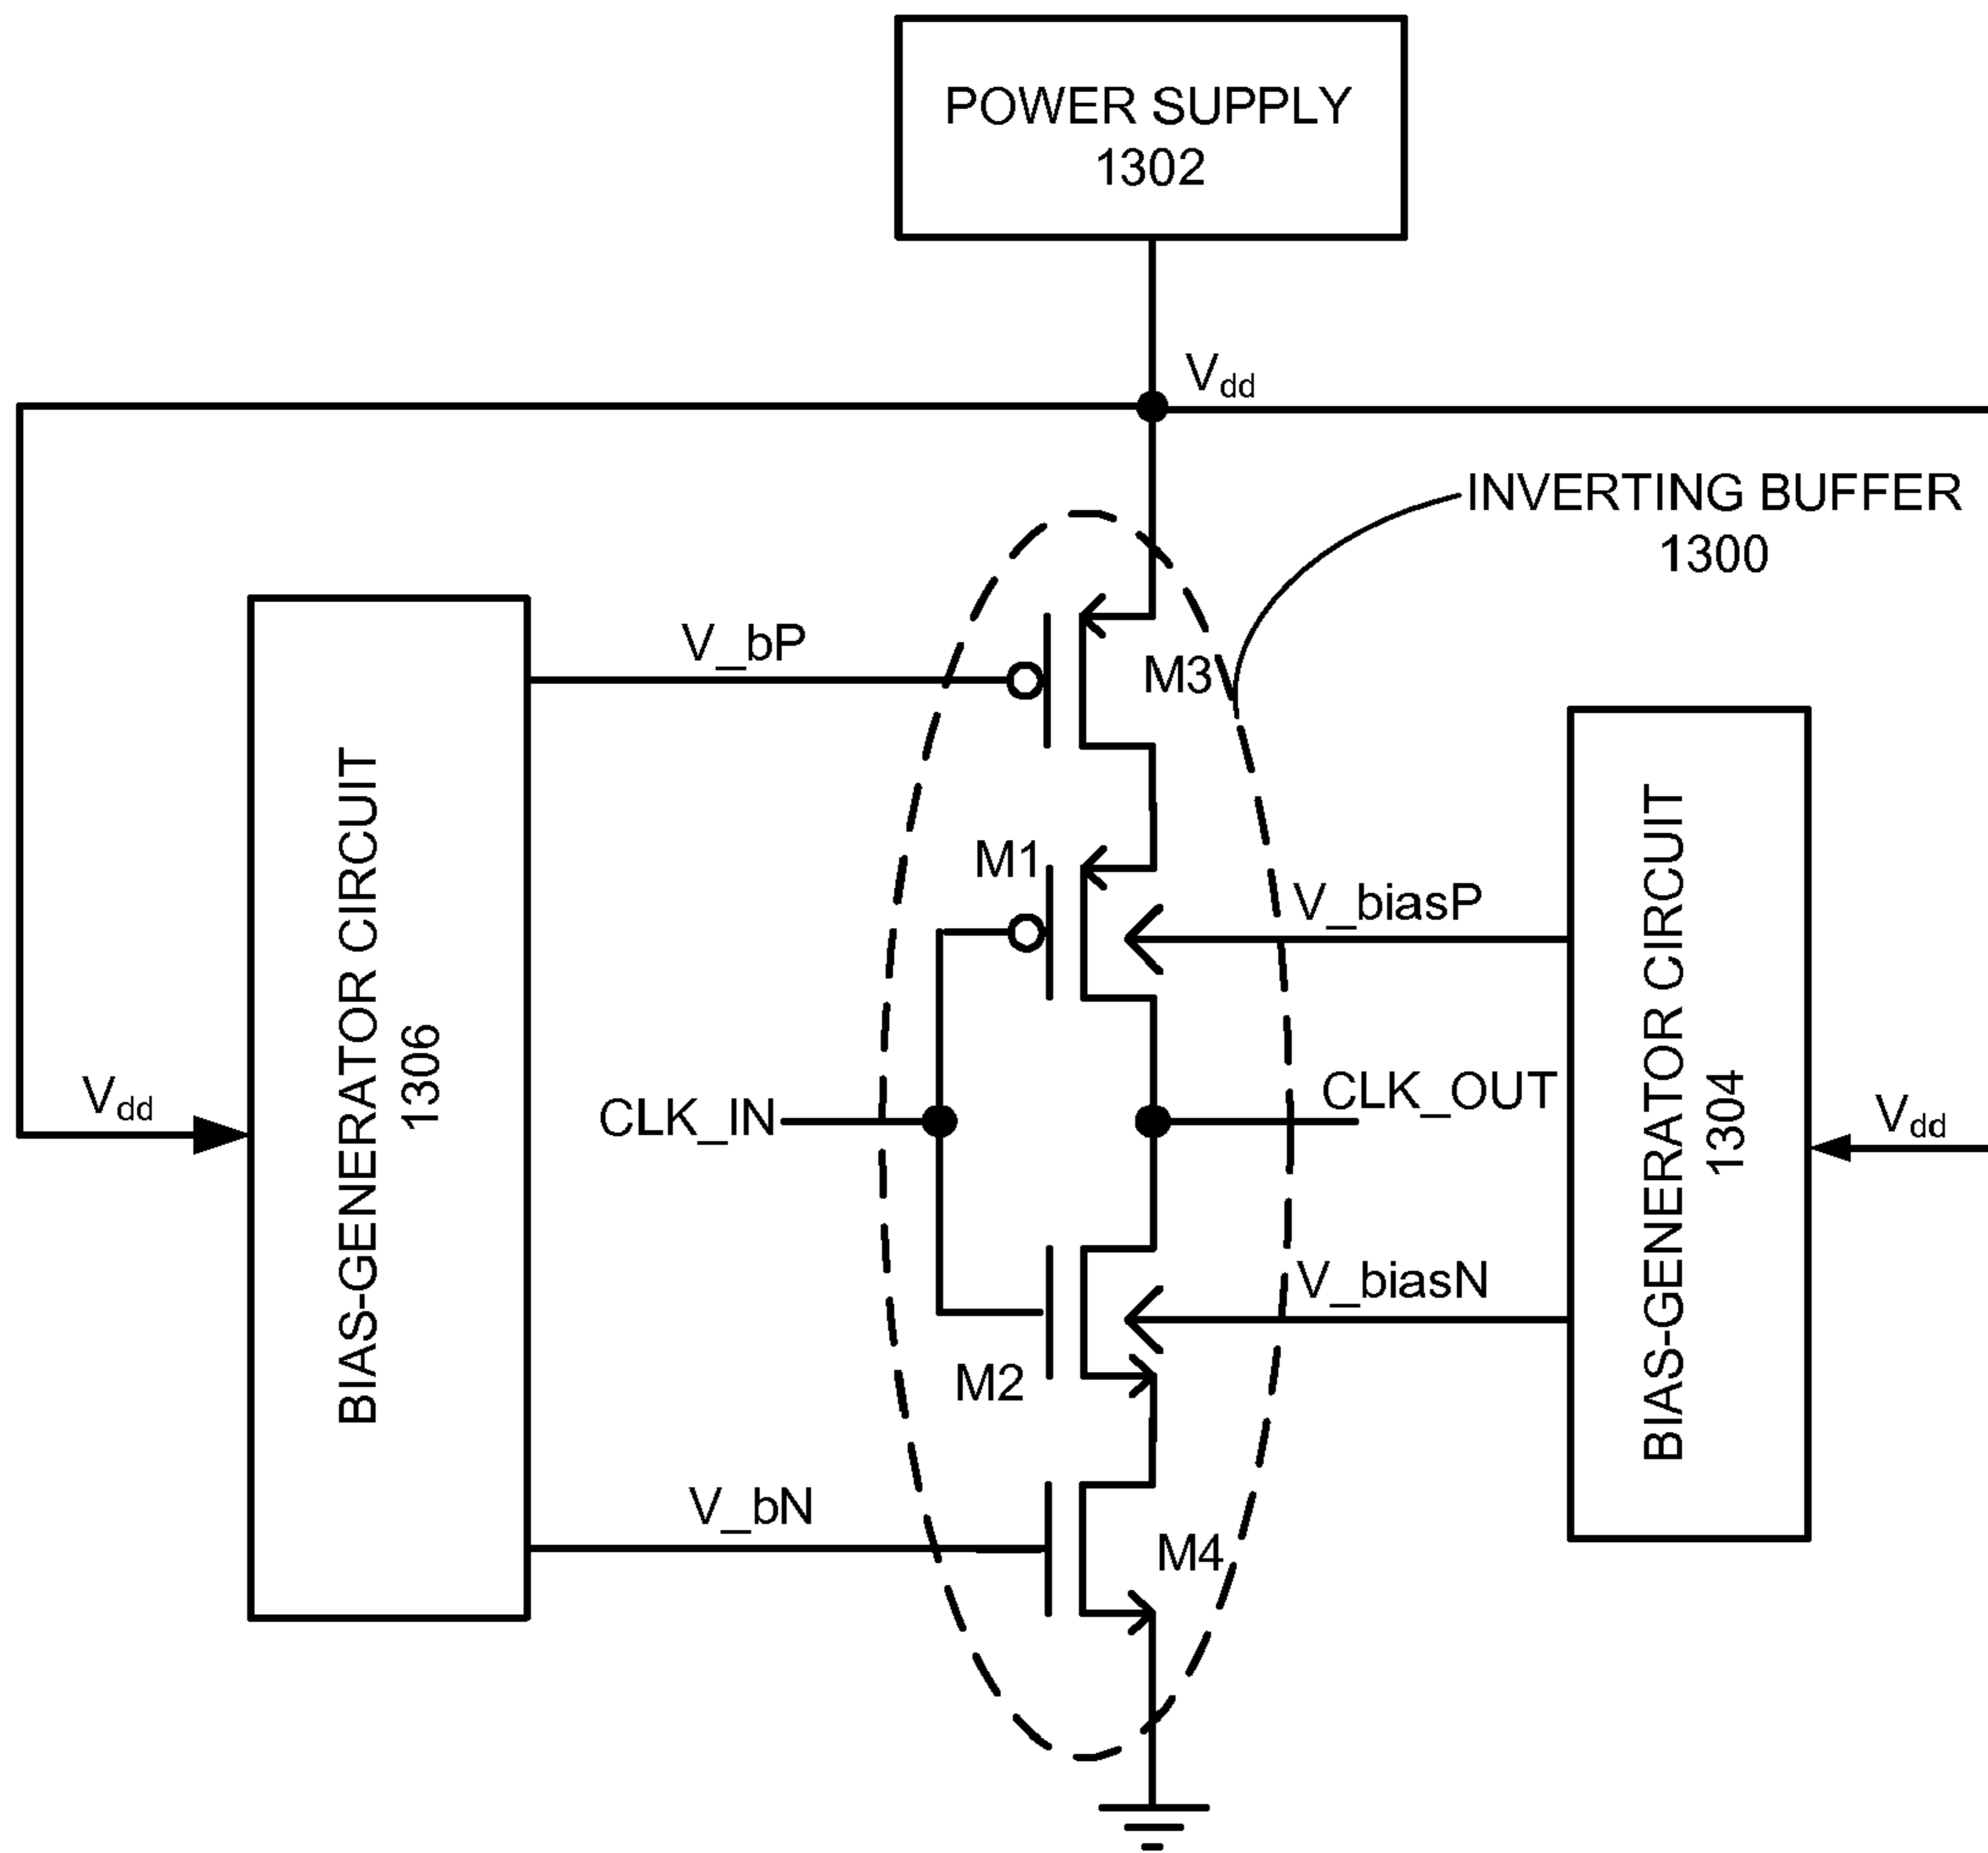 POWER SUPPLY
1302
Vdd
INVERTING BUFFER
1300
V_bP
M3
M1
V_biasP
BIAS-GENERATOR CIRCUIT
1306
BIAS-GENERATOR CIRCUIT
1304
Vdd
CLK_IN
CLK_OUT
Vdd
V_biasN
M2
V_bN
M4